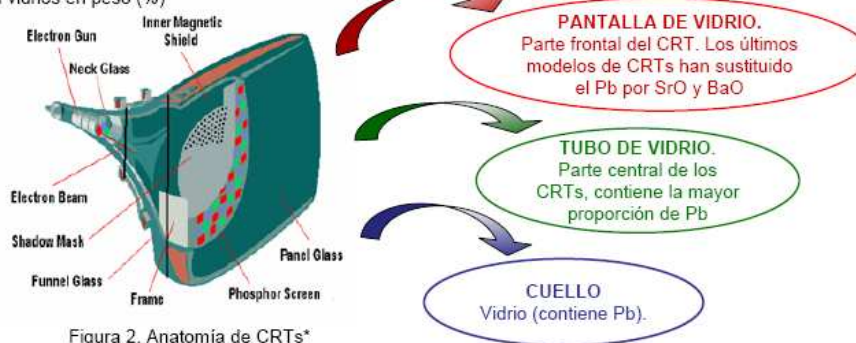 vidrios en peso (%)
Inner Magnetic
Shield
Electron Gun
Neck Glass
Electron Beam
Shadow Mask
Funnel Glass
Frame
Phosphor Screen
Panel Glass
Figura 2. Anatomía de CRTs*
PANTALLA DE VIDRIO.
Parte frontal del CRT. Los últimos
modelos de CRTs han sustituido
el Pb por SrO y BaO
TUBO DE VIDRIO.
Parte central de los
CRTs, contiene la mayor
proporción de Pb
CUELLO
Vidrio (contiene Pb).